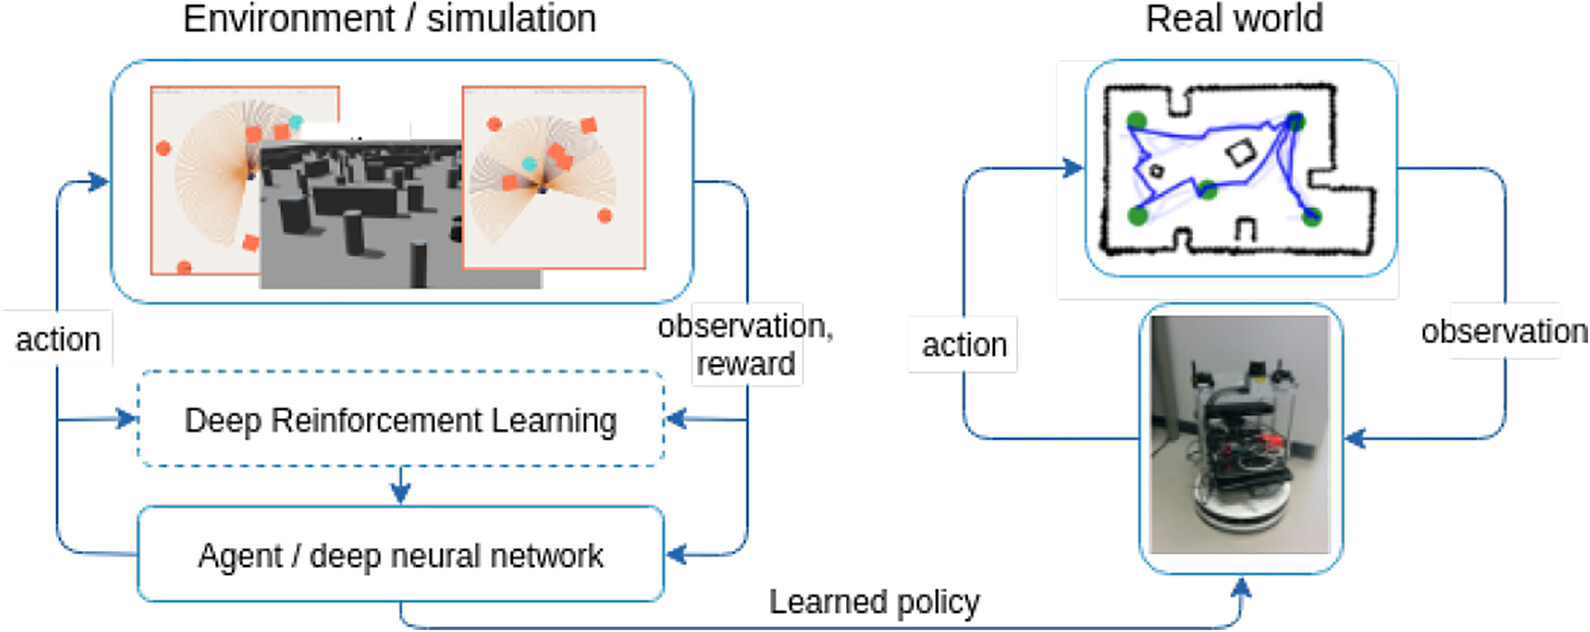 Environment / simulation
Real world
action
observation,
reward
action
observation
Deep Reinforcement Learning
Agent / deep neural network
Learned policy